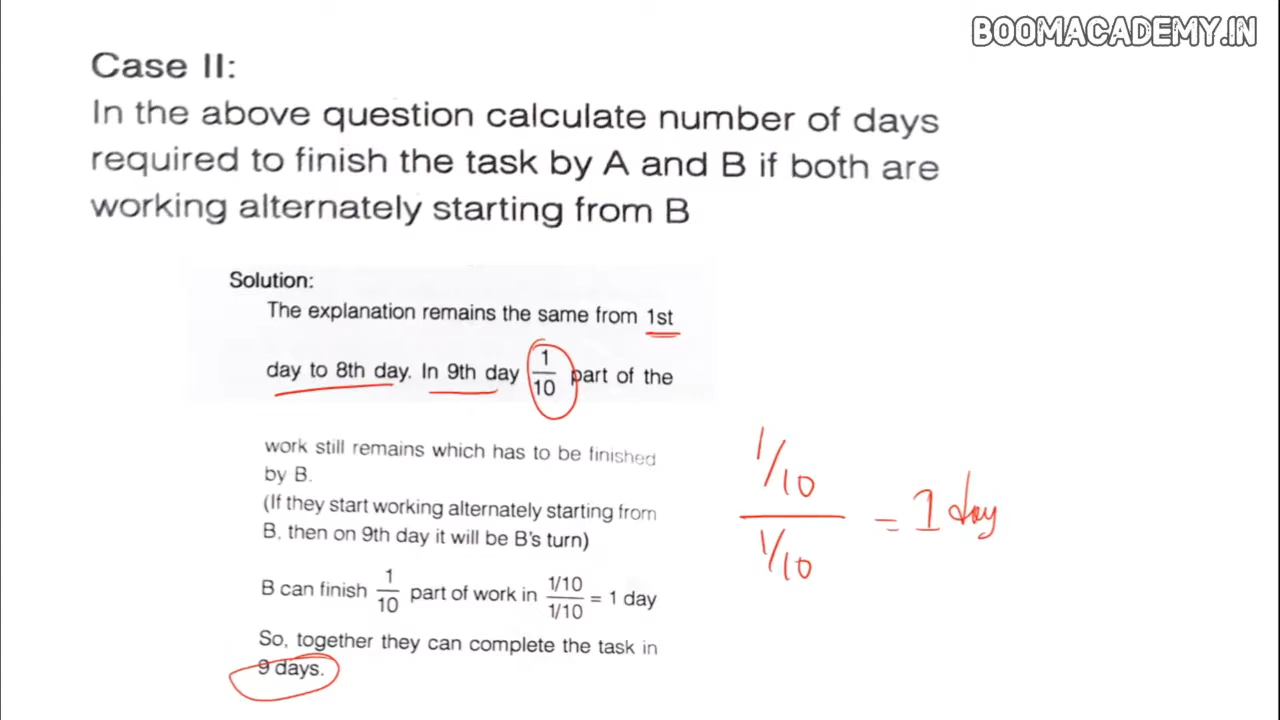 BOOMACADEMY.IN
Case II:
In the above question calculate number of days
required to finish the task by A and B if both are
working alternately starting from B
Solution:
The explanation remains the same from 1st
day to 8th day. In 9th day 1/10 part of the
work still remains which has to be finished
by B.
(If they start working alternately starting from
B, then on 9th day it will be B's turn)
B can finish 1/10 part of work in 1/10 / 1/10 = 1 day
So, together they can complete the task in
9 days.
1/10 / 1/10 = 1 day